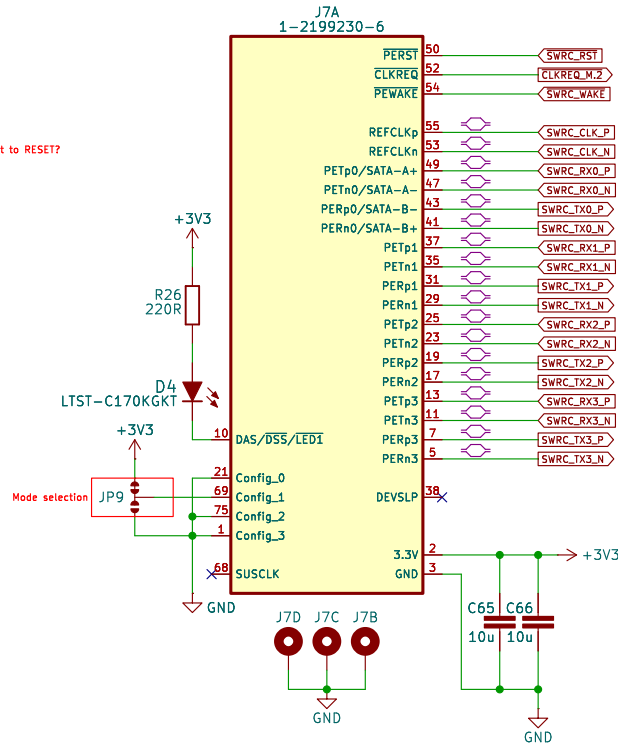 J7A
1-2199230-6
PERST 50 SWRC_RST
CLKREQ 52 CLKREQ_M.2
PEWAKE 54 SWRC_WAKE
REFCLKp 55 SWRC_CLK_P
t to RESET?
REFCLKn 53 SWRC_CLK_N
PETp0/SATA-A+ 49 SWRC_RX0_P
PETn0/SATA-A- 47 SWRC_RX0_N
PERp0/SATA-B- 43 SWRC_TX0_P
+3V3
PERn0/SATA-B+ 41 SWRC_TX0_N
PETp1 37 SWRC_RX1_P
PETn1 35 SWRC_RX1_N
PERp1 31 SWRC_TX1_P
R26
220R
PERn1 29 SWRC_TX1_N
PETp2 25 SWRC_RX2_P
PETn2 23 SWRC_RX2_N
PERp2 19 SWRC_TX2_P
PERn2 17 SWRC_TX2_N
D4
LTST-C170KGKT
PETp3 13 SWRC_RX3_P
PETn3 11 SWRC_RX3_N
+3V3
10 DAS/DSS/LED1
PERp3 7 SWRC_TX3_P
PERn3 5 SWRC_TX3_N
21 Config_0
Mode selection JP9
69 Config_1
DEVSLP 38
75 Config_2
1 Config_3
3.3V 2 +3V3
68 SUSCLK
GND 3
GND
J7D J7C J7B
C65 C66
10u 10u
GND
GND